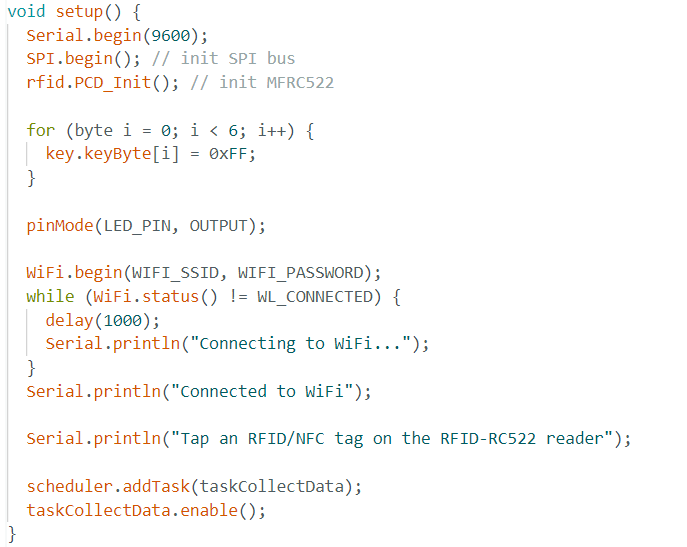 void setup() {
  Serial.begin(9600);
  SPI.begin(); // init SPI bus
  rfid.PCD_Init(); // init MFRC522

  for (byte i = 0; i < 6; i++) {
    key.keyByte[i] = 0xFF;
  }

  pinMode(LED_PIN, OUTPUT);

  WiFi.begin(WIFI_SSID, WIFI_PASSWORD);
  while (WiFi.status() != WL_CONNECTED) {
    delay(1000);
    Serial.println("Connecting to WiFi...");
  }
  Serial.println("Connected to WiFi");

  Serial.println("Tap an RFID/NFC tag on the RFID-RC522 reader");

  scheduler.addTask(taskCollectData);
  taskCollectData.enable();
}